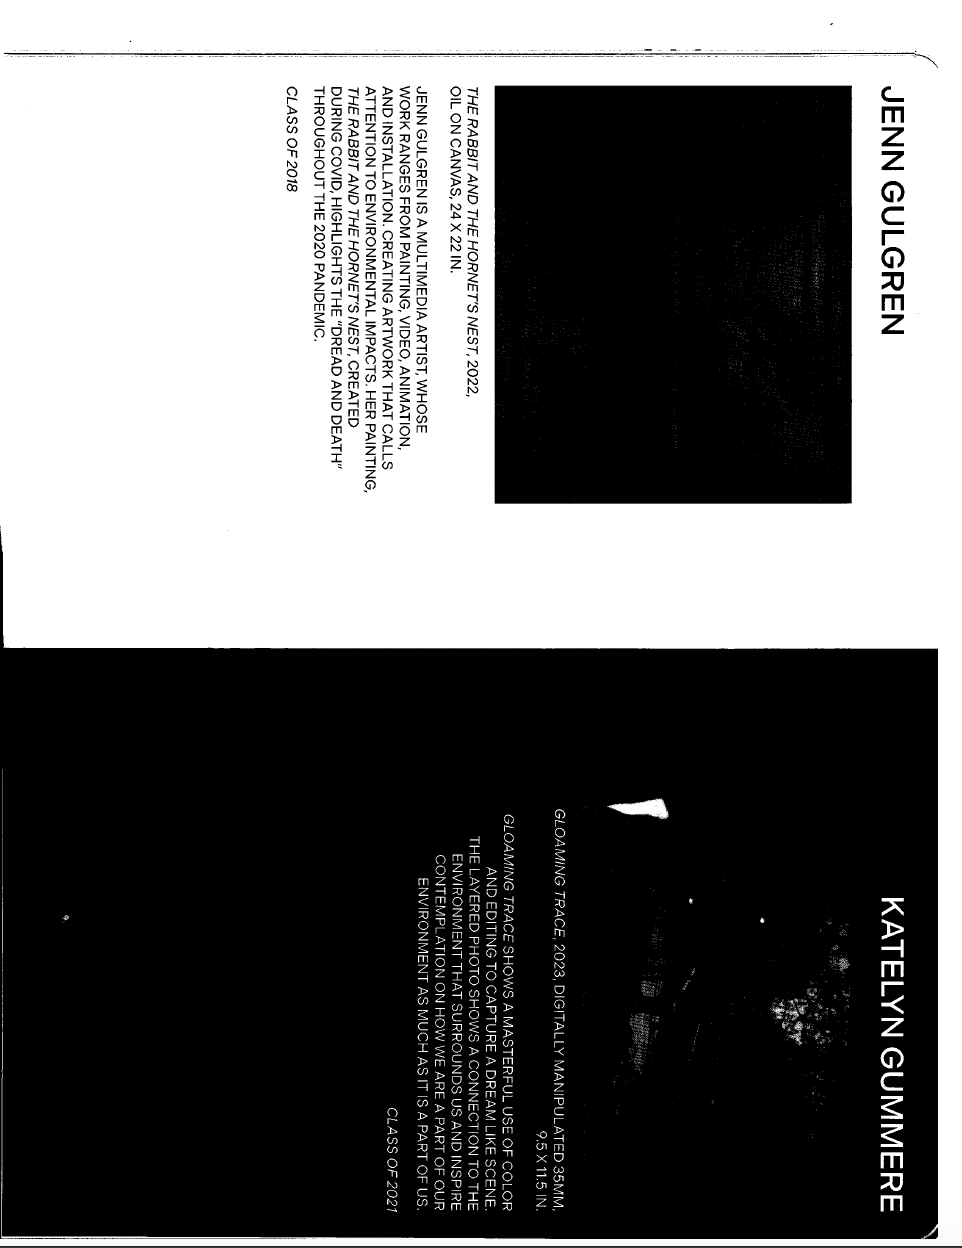 JENN GULGREN
THE RABBIT AND THE HORNET'S NEST, 2022,
OIL ON CANVAS, 24 X 22 IN.
JENN GULGREN IS A MULTIMEDIA ARTIST, WHOSE
WORK RANGES FROM PAINTING, VIDEO, ANIMATION,
AND INSTALLATION. CREATING ARTWORK THAT CALLS
ATTENTION TO ENVIRONMENTAL IMPACTS. HER PAINTING,
THE RABBIT AND THE HORNET'S NEST, CREATED
DURING COVID, HIGHLIGHTS THE "DREAD AND DEATH"
THROUGHOUT THE 2020 PANDEMIC.
CLASS OF 2018
KATELYN GUMMERE
GLOAMING TRACE, 2023, DIGITALLY MANIPULATED 35MM,
9.5 X 11.5 IN.
GLOAMING TRACE SHOWS A MASTERFUL USE OF COLOR
AND EDITING TO CAPTURE A DREAM LIKE SCENE.
THE LAYERED PHOTO SHOWS A CONNECTION TO THE
ENVIRONMENT THAT SURROUNDS US AND INSPIRE
CONTEMPLATION ON HOW WE ARE A PART OF OUR
ENVIRONMENT AS MUCH AS IT IS A PART OF US.
CLASS OF 2021